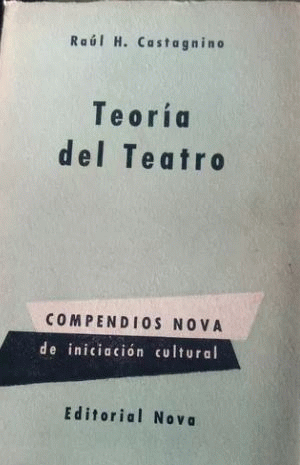 Raúl H. Castagnino
Teoría
del Teatro
COMPENDIOS NOVA
de iniciación cultural
Editorial Nova